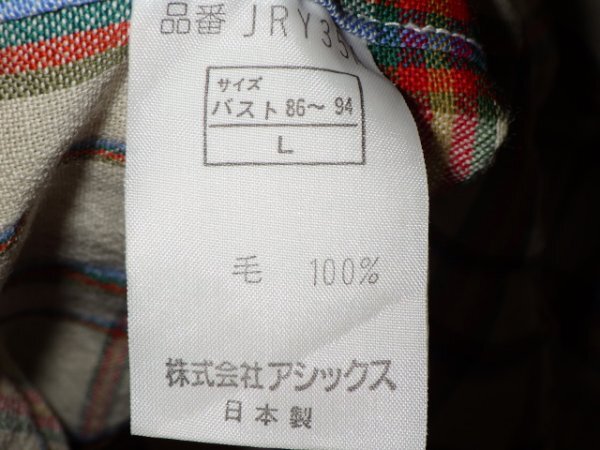 品番 JRY35
サイズ
バスト 86～ 94
L
毛 100%
株式会社アシックス
日本製